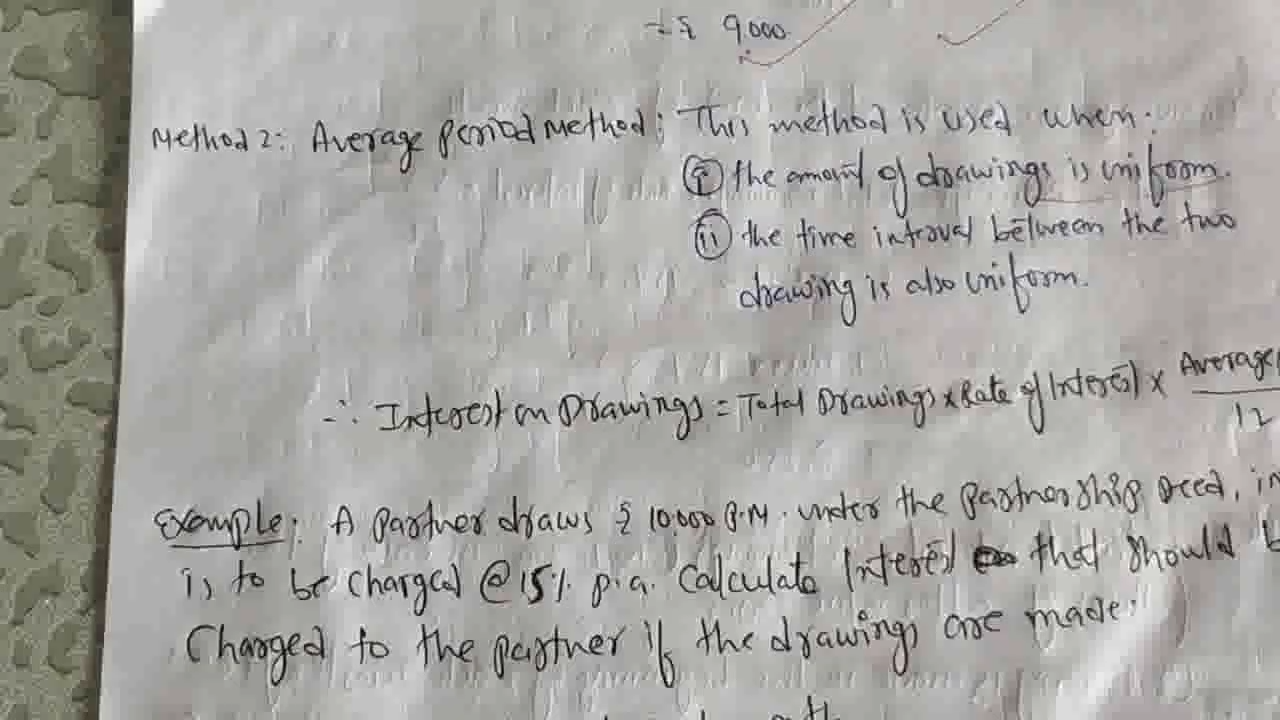 = ₹ 9,000
Method 2: Average period Method: This method is used when:
(i) the amount of drawings is uniform.
(ii) the time intraval between the two
drawing is also uniform.
∴ Interest on Drawings = Total Drawings × Rate of Interest × Average
12
Example: A partner draws ₹ 10,000 P.M. under the partnership Deed, in
is to be charged @ 15% p.a. Calculate Interest that should b
Charged to the partner if the drawings are made: